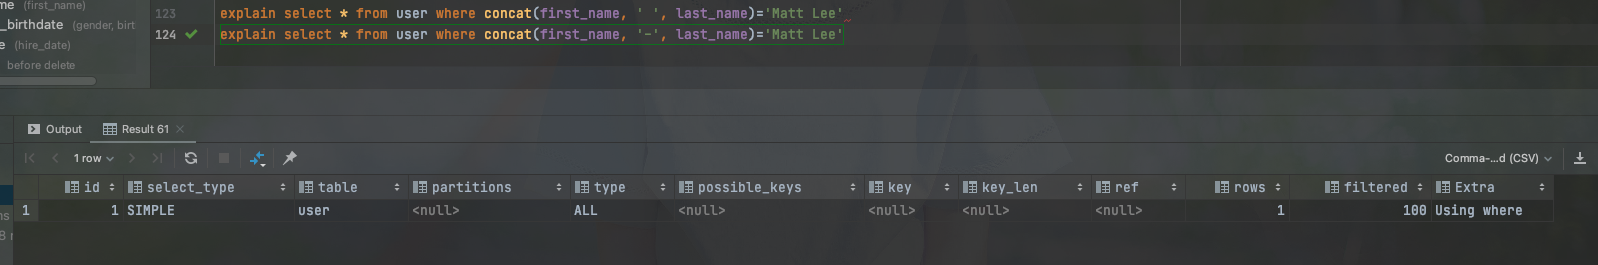 me (first_name)
_birthdate (gender, birt
e (hire_date)
before delete
123 explain select * from user where concat(first_name, ' ', last_name)='Matt Lee'
124 explain select * from user where concat(first_name, '-', last_name)='Matt Lee'
Output Result 61
1 row Comma-...d (CSV)
id select_type table partitions type possible_keys key key_len ref rows filtered Extra
1 1 SIMPLE user <null> ALL <null> <null> <null> <null> 1 100 Using where
ns
8 r